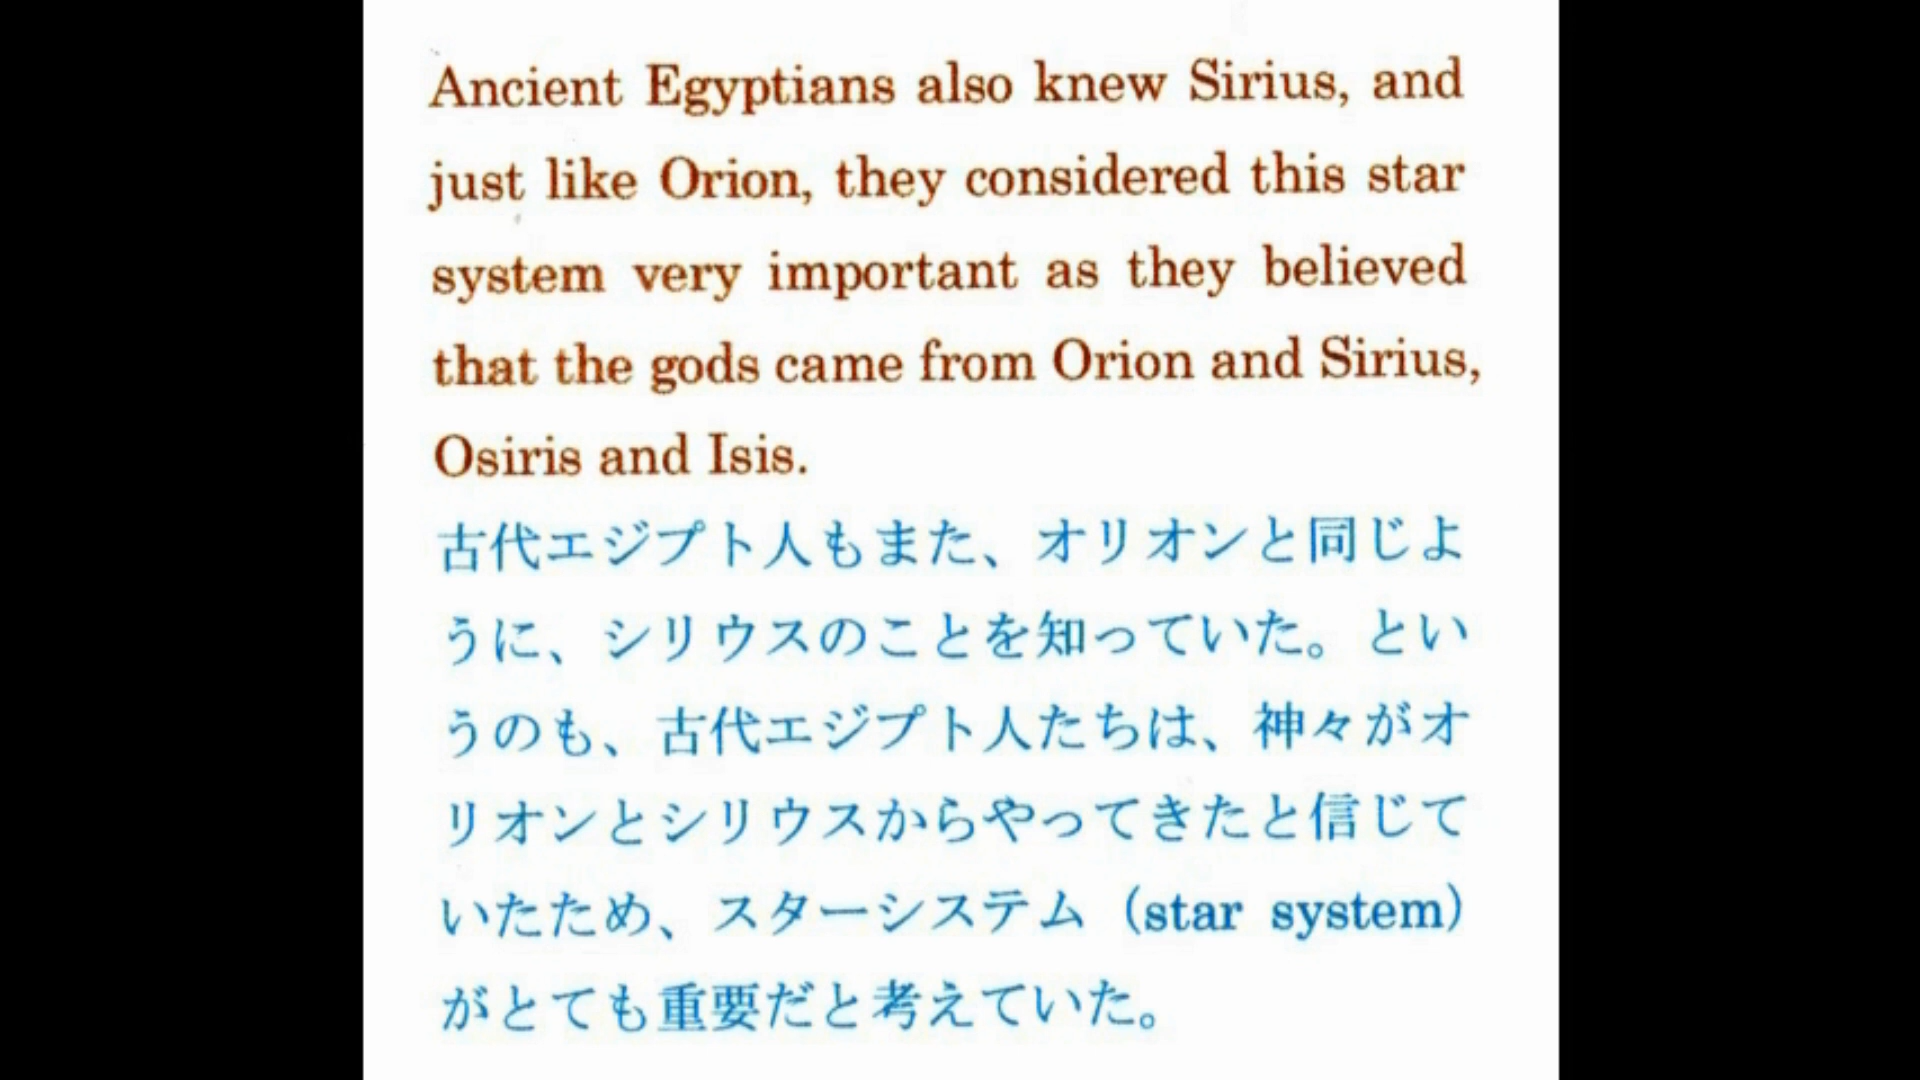 Ancient Egyptians also knew Sirius, and
just like Orion, they considered this star
system very important as they believed
that the gods came from Orion and Sirius,
Osiris and Isis.
古代エジプト人もまた、オリオンと同じよ
うに、シリウスのことを知っていた。とい
うのも、古代エジプト人たちは、神々がオ
リオンとシリウスからやってきたと信じて
いたため、スターシステム（star system）
がとても重要だと考えていた。